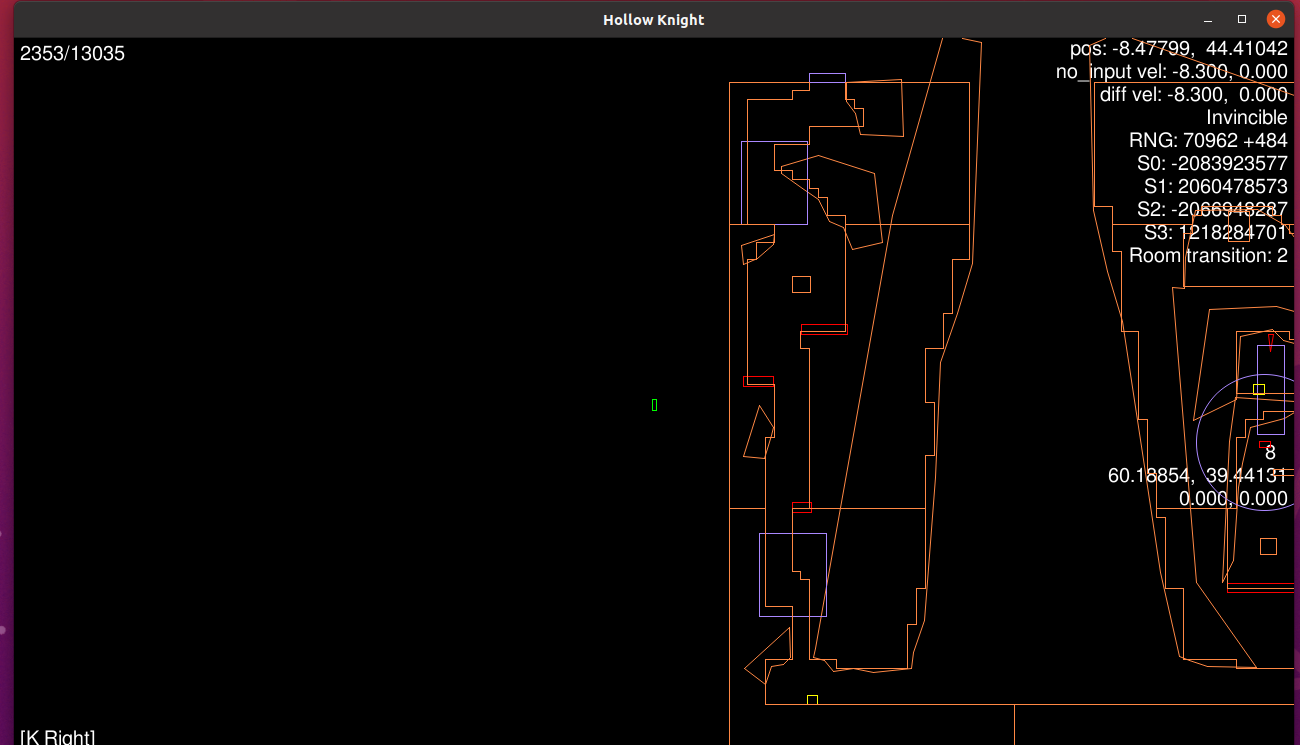 Hollow Knight
2353/13035
pos: -8.47799, 44.41042
no_input vel: -8.300, 0.000
diff vel: -8.300, 0.000
Invincible
RNG: 70962 +484
S0: -2083923577
S1: 2060478573
S2: -2066948287
S3: 1218284701
Room transition: 2
8
60.18854, 39.44131
0.000, 0.000
[K Right]